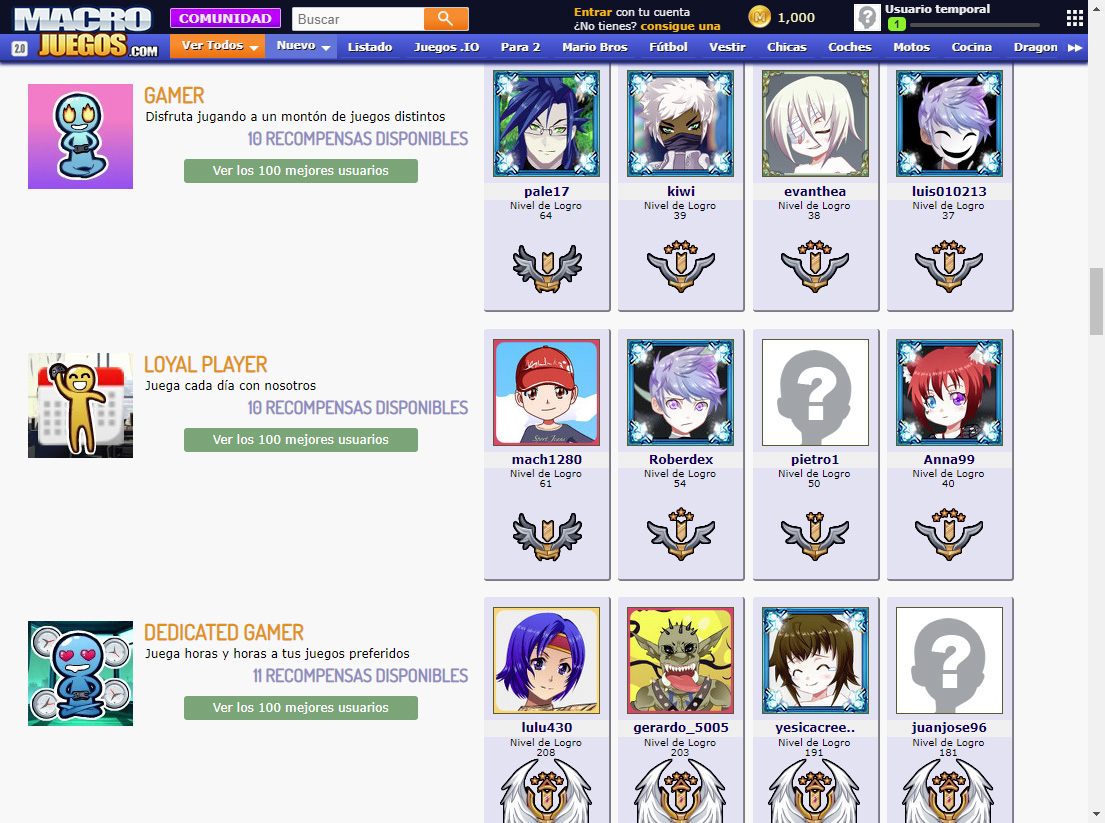 MACRO
JUEGOS.COM
2.0
COMUNIDAD
Buscar
Entrar con tu cuenta
¿No tienes? consigue una
M
1,000
?
Usuario temporal
1
Ver Todos
Nuevo
Listado
Juegos .IO
Para 2
Mario Bros
Fútbol
Vestir
Chicas
Coches
Motos
Cocina
Dragon
GAMER
Disfruta jugando a un montón de juegos distintos
10 RECOMPENSAS DISPONIBLES
Ver los 100 mejores usuarios
pale17
Nivel de Logro
64
kiwi
Nivel de Logro
39
evanthea
Nivel de Logro
38
luis010213
Nivel de Logro
37
LOYAL PLAYER
Juega cada día con nosotros
10 RECOMPENSAS DISPONIBLES
Ver los 100 mejores usuarios
mach1280
Nivel de Logro
61
Roberdex
Nivel de Logro
54
?
pietro1
Nivel de Logro
50
Anna99
Nivel de Logro
40
DEDICATED GAMER
Juega horas y horas a tus juegos preferidos
11 RECOMPENSAS DISPONIBLES
Ver los 100 mejores usuarios
lulu430
Nivel de Logro
208
gerardo_5005
Nivel de Logro
203
yesicacree..
Nivel de Logro
191
?
juanjose96
Nivel de Logro
181